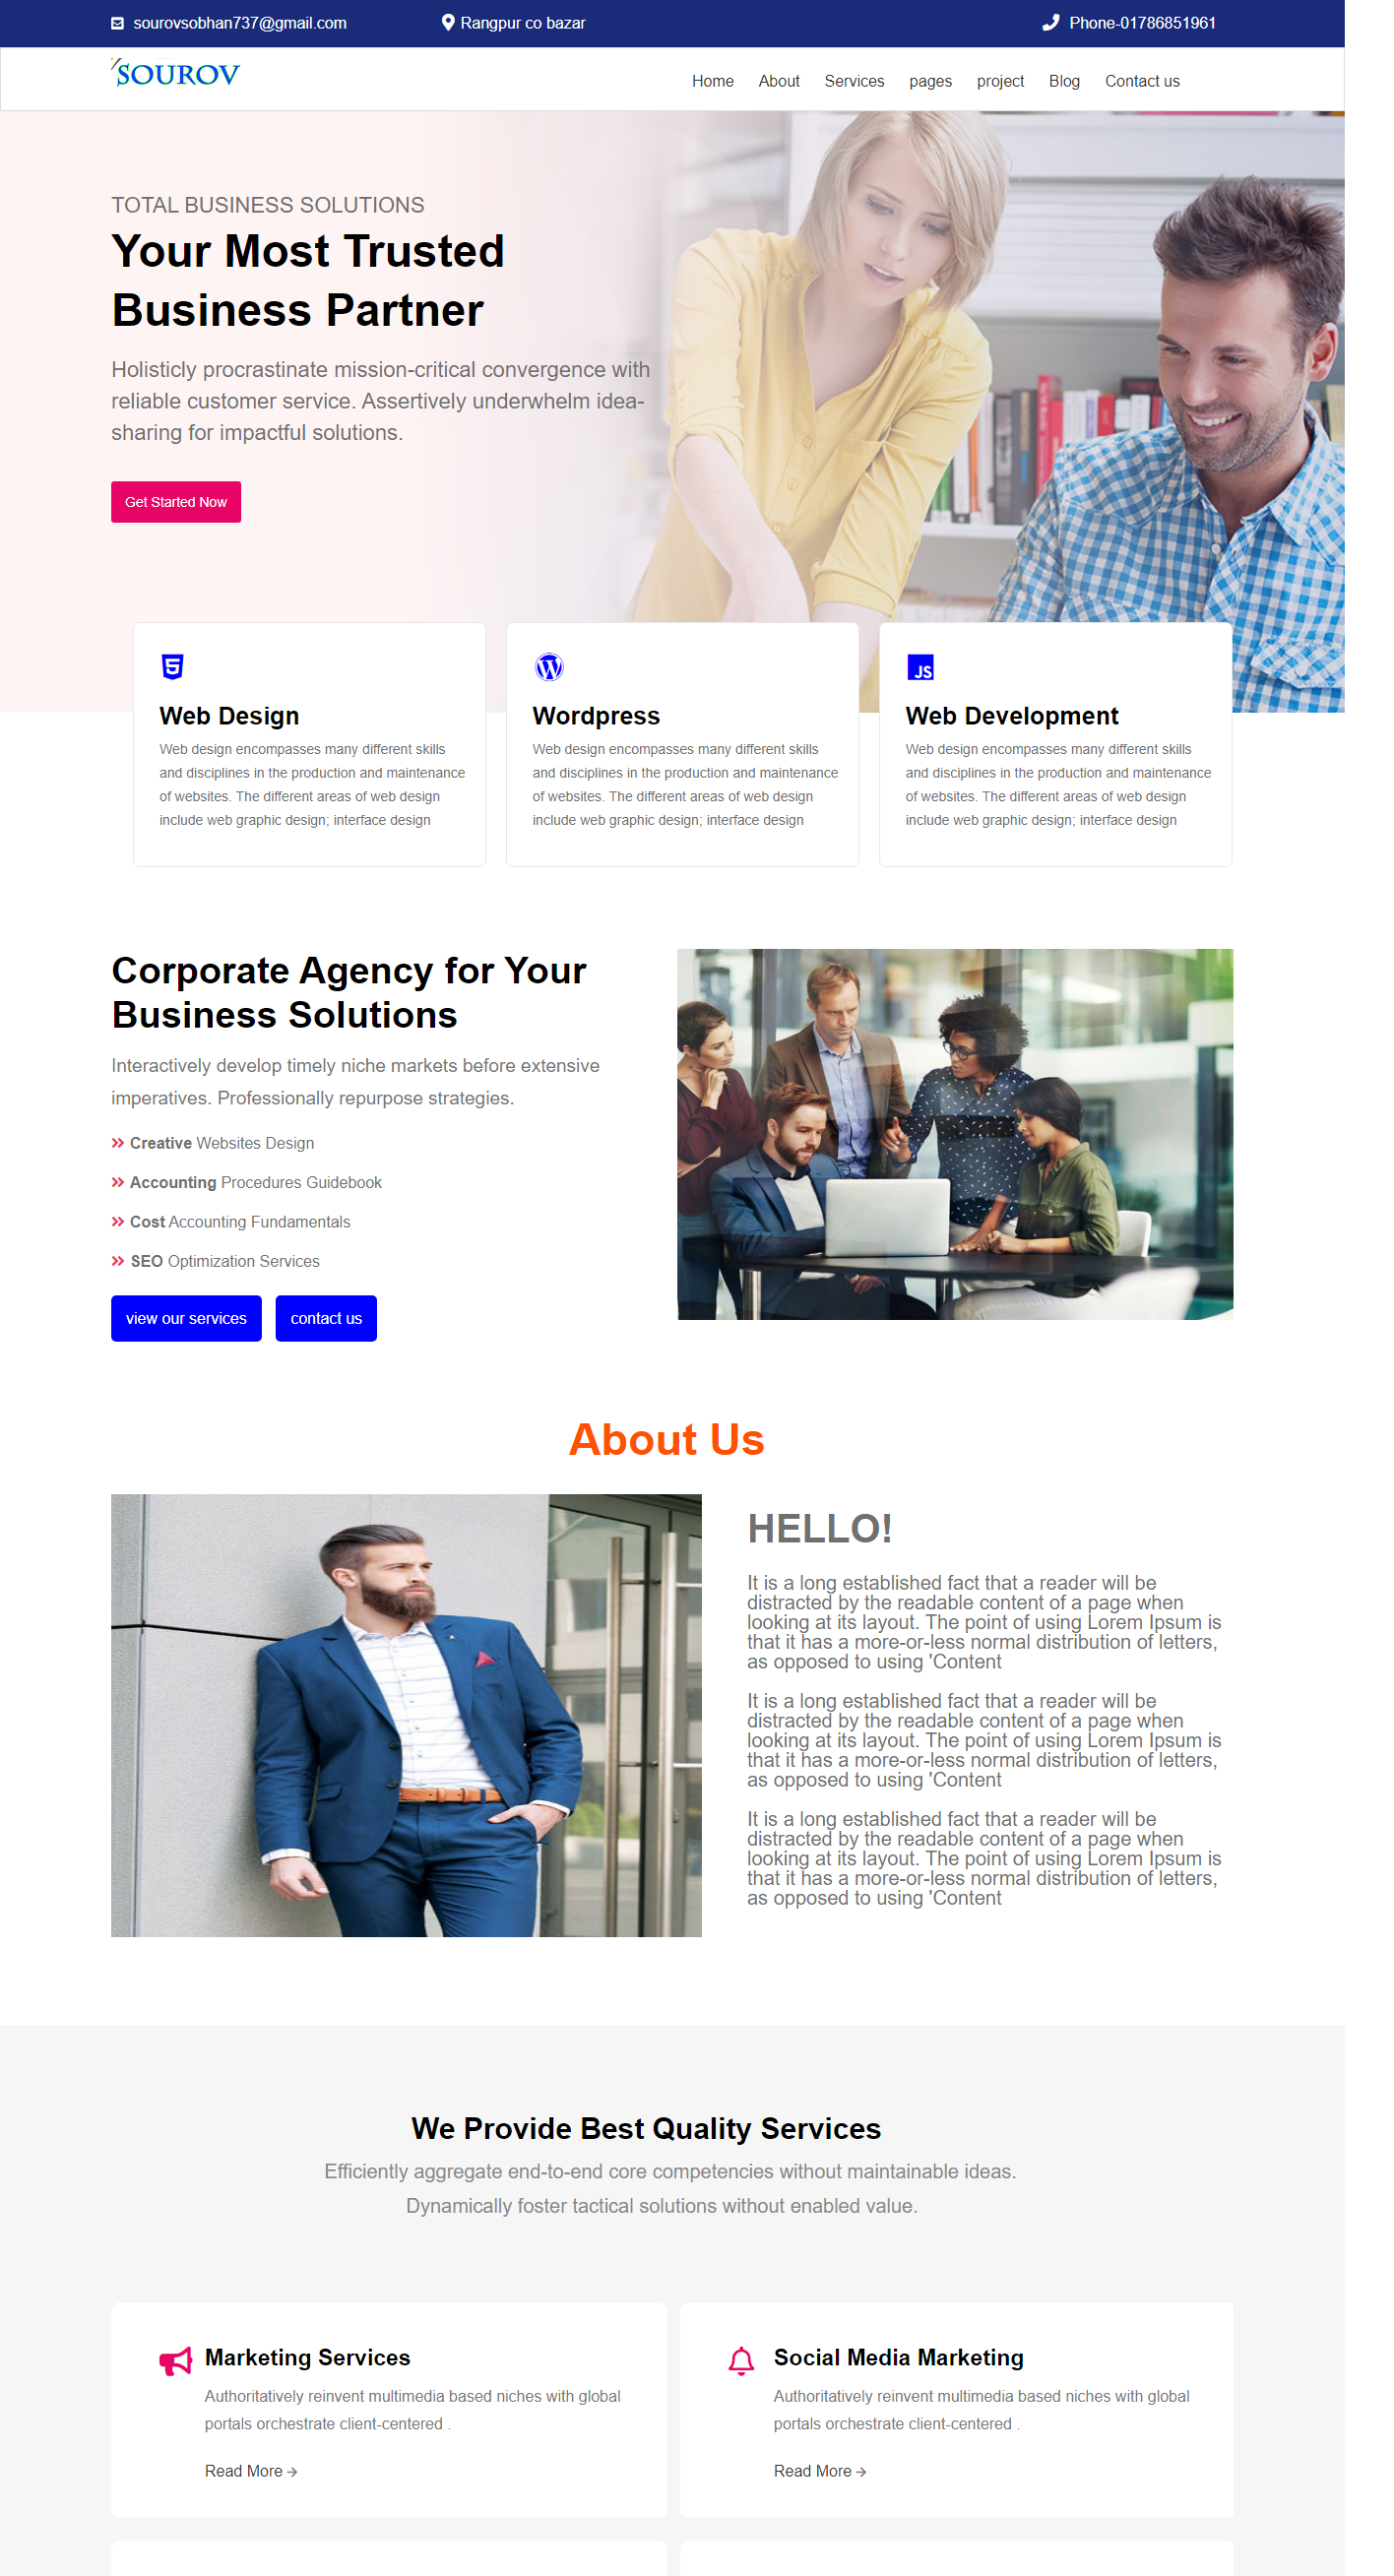 sourovsobhan737@gmail.com
Rangpur co bazar
Phone-01786851961
SOUROV
Home About Services pages project Blog Contact us
TOTAL BUSINESS SOLUTIONS
Your Most Trusted
Business Partner
Holisticly procrastinate mission-critical convergence with
reliable customer service. Assertively underwhelm idea-
sharing for impactful solutions.
Get Started Now
Web Design
Web design encompasses many different skills
and disciplines in the production and maintenance
of websites. The different areas of web design
include web graphic design; interface design
Wordpress
Web design encompasses many different skills
and disciplines in the production and maintenance
of websites. The different areas of web design
include web graphic design; interface design
JS
Web Development
Web design encompasses many different skills
and disciplines in the production and maintenance
of websites. The different areas of web design
include web graphic design; interface design
Corporate Agency for Your
Business Solutions
Interactively develop timely niche markets before extensive
imperatives. Professionally repurpose strategies.
Creative Websites Design
Accounting Procedures Guidebook
Cost Accounting Fundamentals
SEO Optimization Services
view our services
contact us
About Us
HELLO!
It is a long established fact that a reader will be
distracted by the readable content of a page when
looking at its layout. The point of using Lorem Ipsum is
that it has a more-or-less normal distribution of letters,
as opposed to using 'Content
It is a long established fact that a reader will be
distracted by the readable content of a page when
looking at its layout. The point of using Lorem Ipsum is
that it has a more-or-less normal distribution of letters,
as opposed to using 'Content
It is a long established fact that a reader will be
distracted by the readable content of a page when
looking at its layout. The point of using Lorem Ipsum is
that it has a more-or-less normal distribution of letters,
as opposed to using 'Content
We Provide Best Quality Services
Efficiently aggregate end-to-end core competencies without maintainable ideas.
Dynamically foster tactical solutions without enabled value.
Marketing Services
Authoritatively reinvent multimedia based niches with global
portals orchestrate client-centered .
Read More
Social Media Marketing
Authoritatively reinvent multimedia based niches with global
portals orchestrate client-centered .
Read More